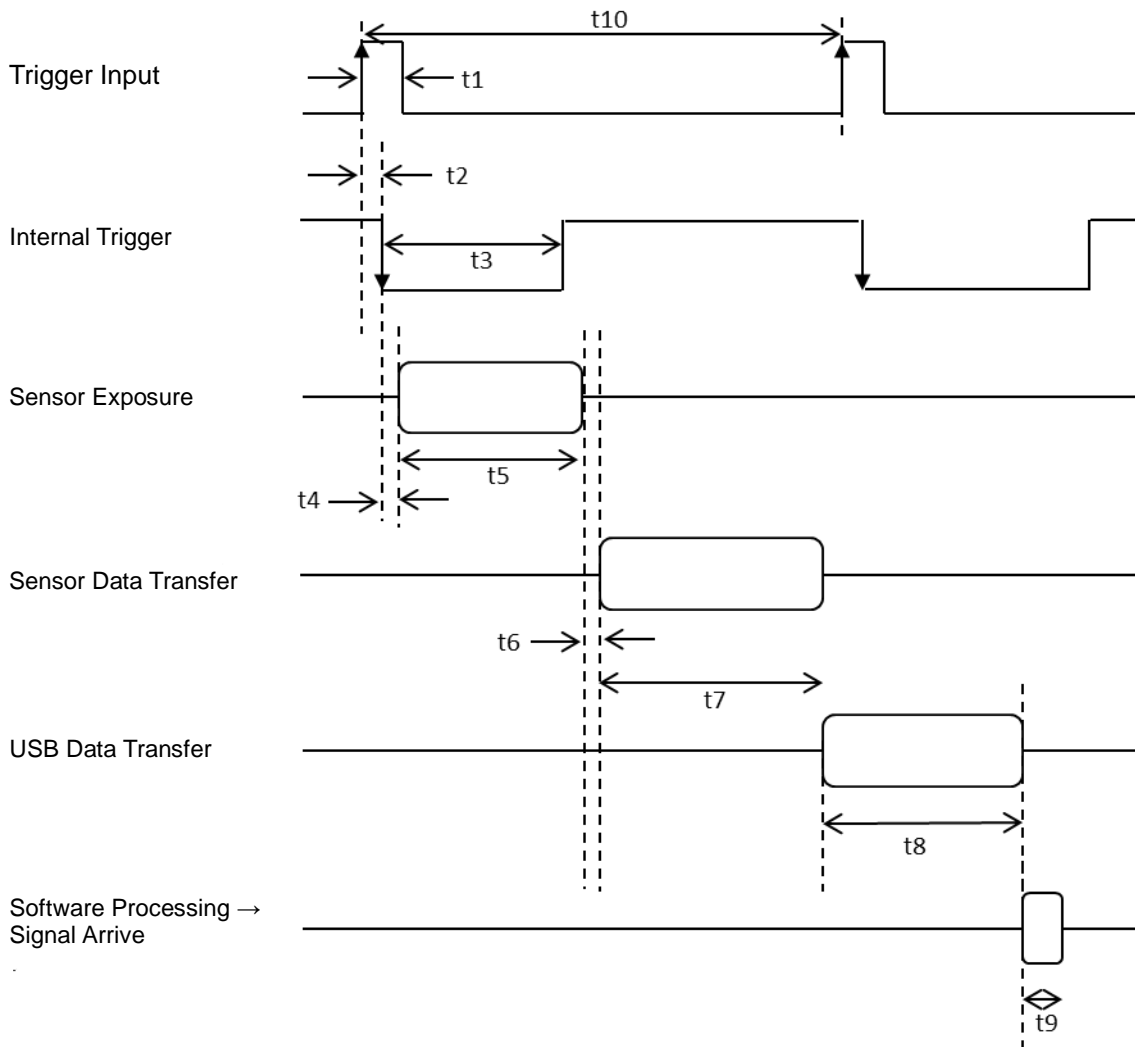 t10
Trigger Input
t1
t2
Internal Trigger
t3
Sensor Exposure
t5
t4
Sensor Data Transfer
t6
t7
USB Data Transfer
t8
Software Processing →
Signal Arrive
.
t9